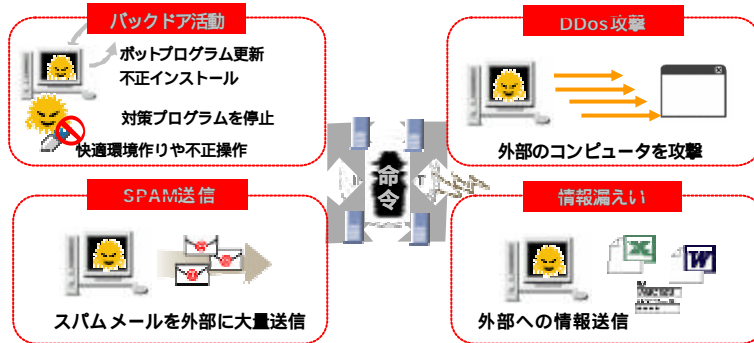 バックドア活動
ボットプログラム更新
不正インストール
対策プログラムを停止
快適環境作りや不正操作
DDos攻撃
外部のコンピュータを攻撃
命令
SPAM送信
スパムメールを外部に大量送信
情報漏えい
外部への情報送信